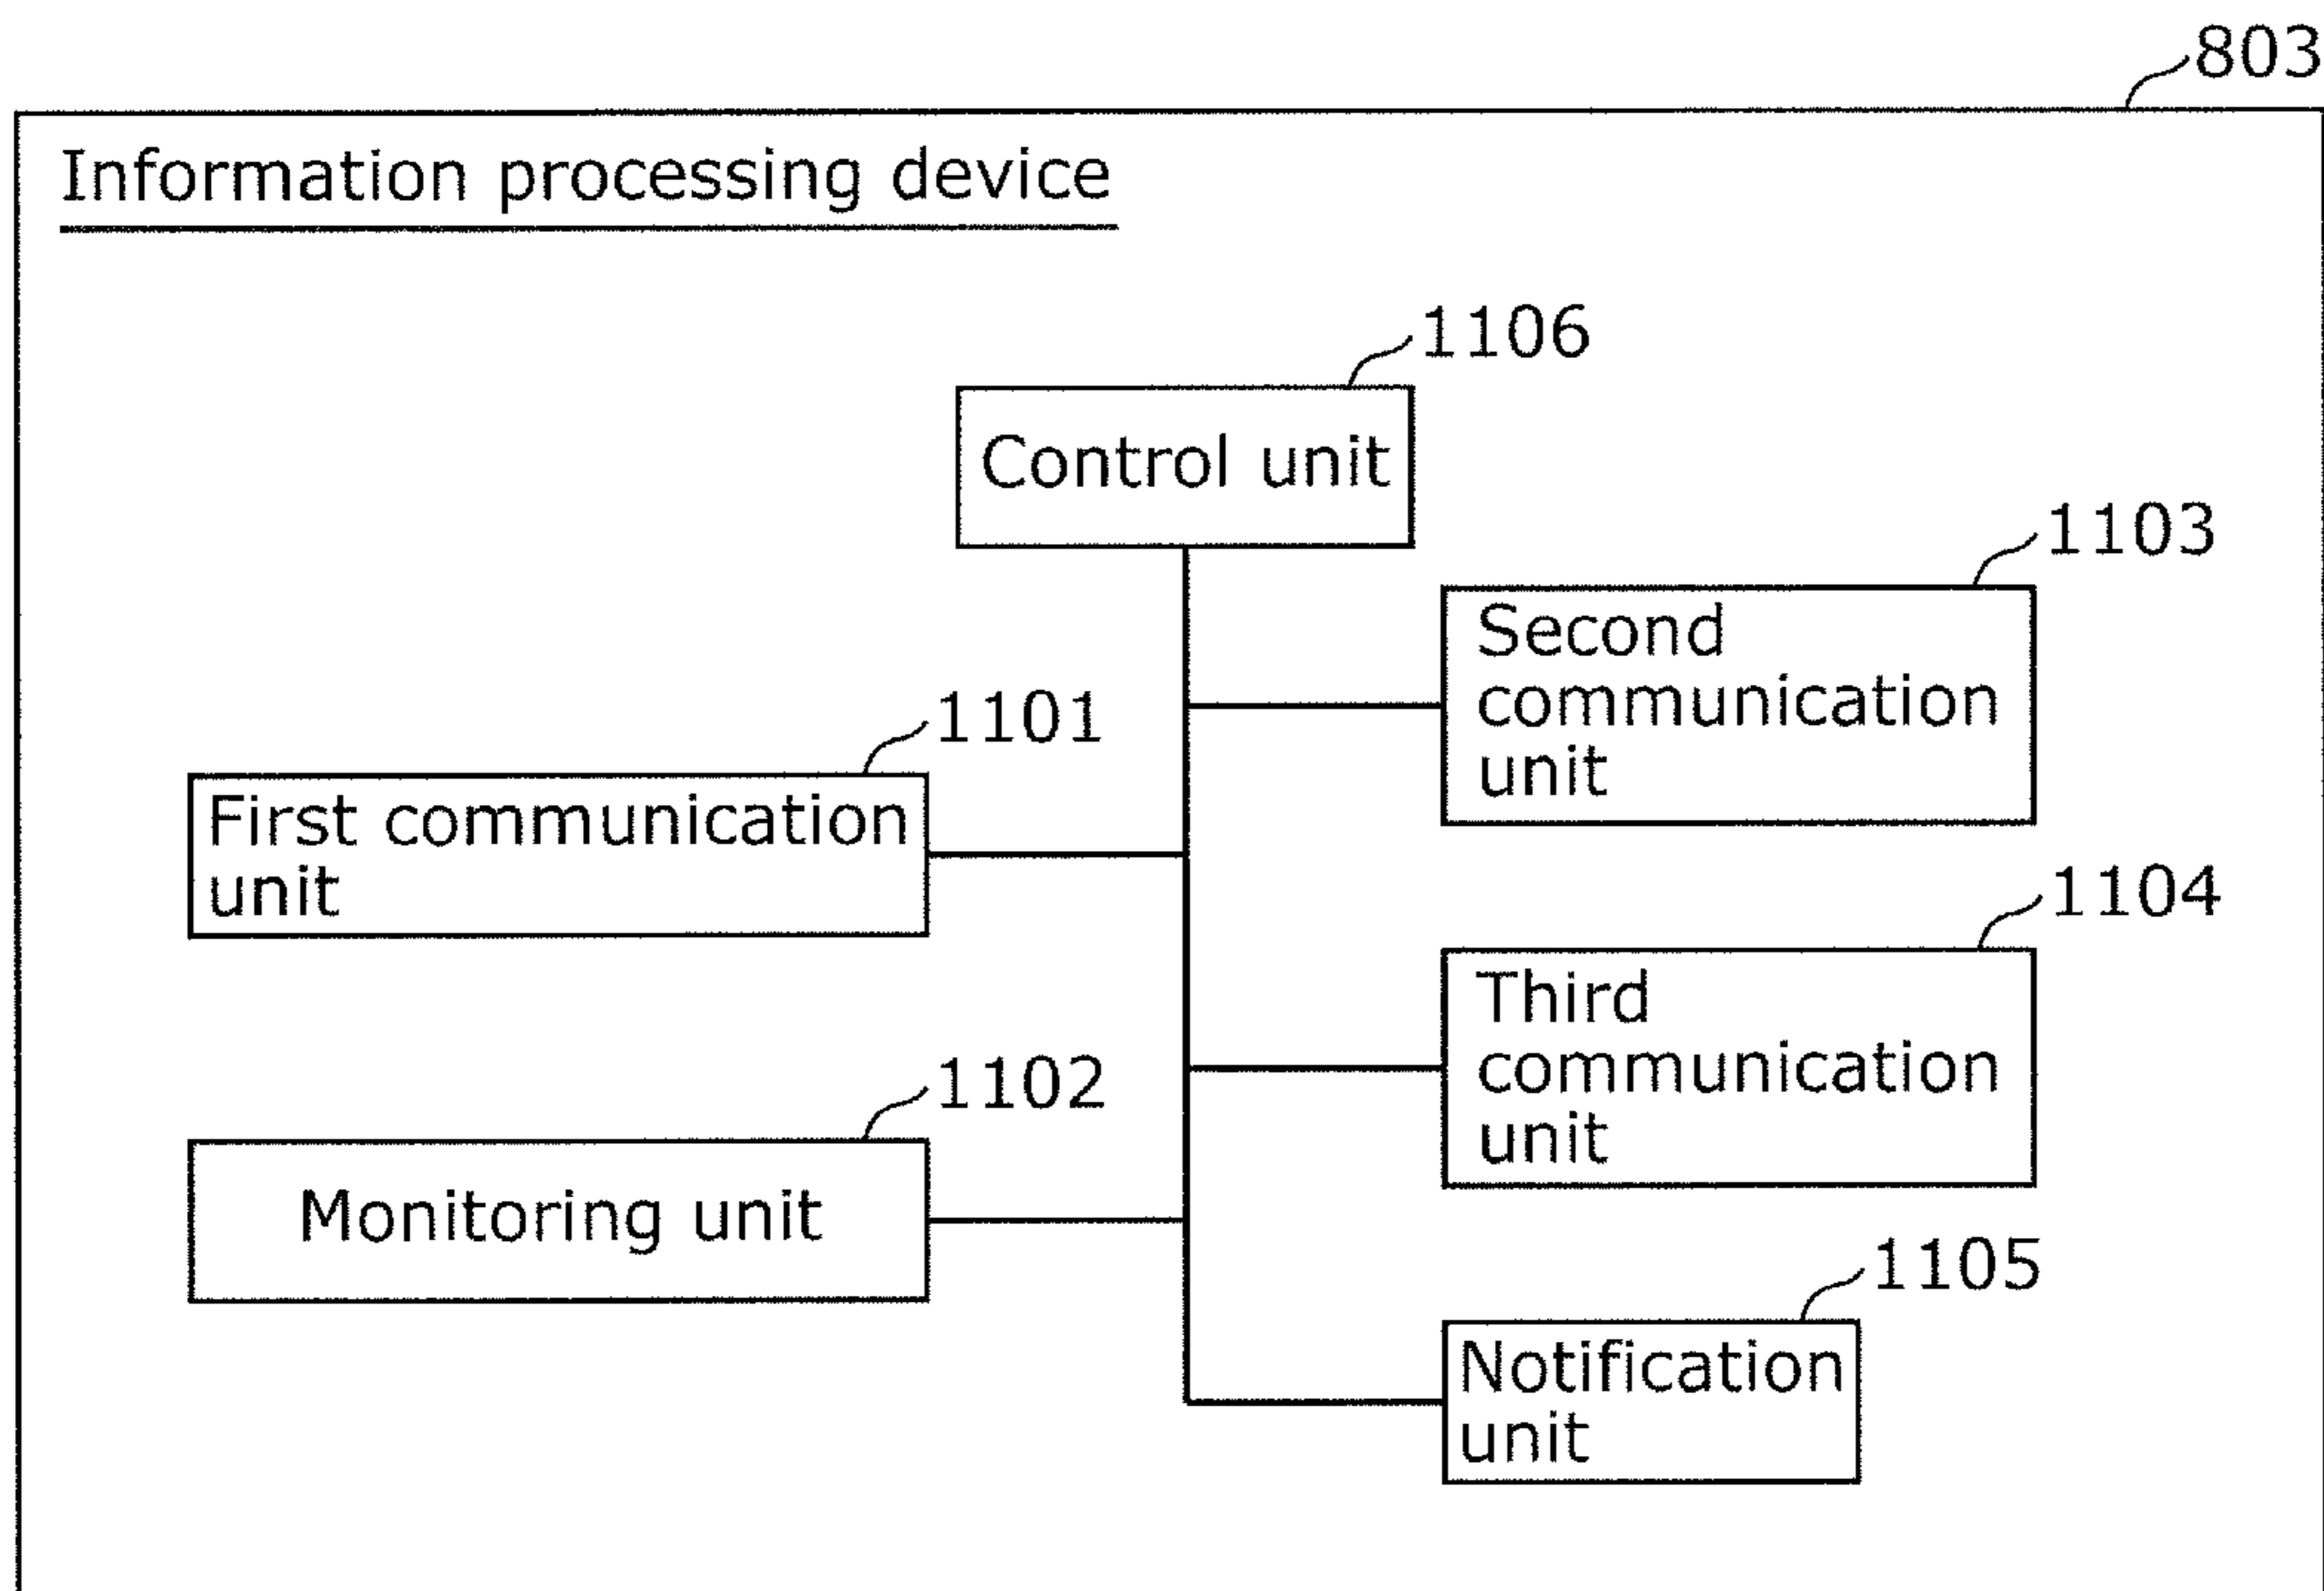 803
Information processing device
1106
Control unit
1103
Second
communication
unit
1101
First communication
unit
1104
Third
communication
unit
1102
Monitoring unit
1105
Notification
unit